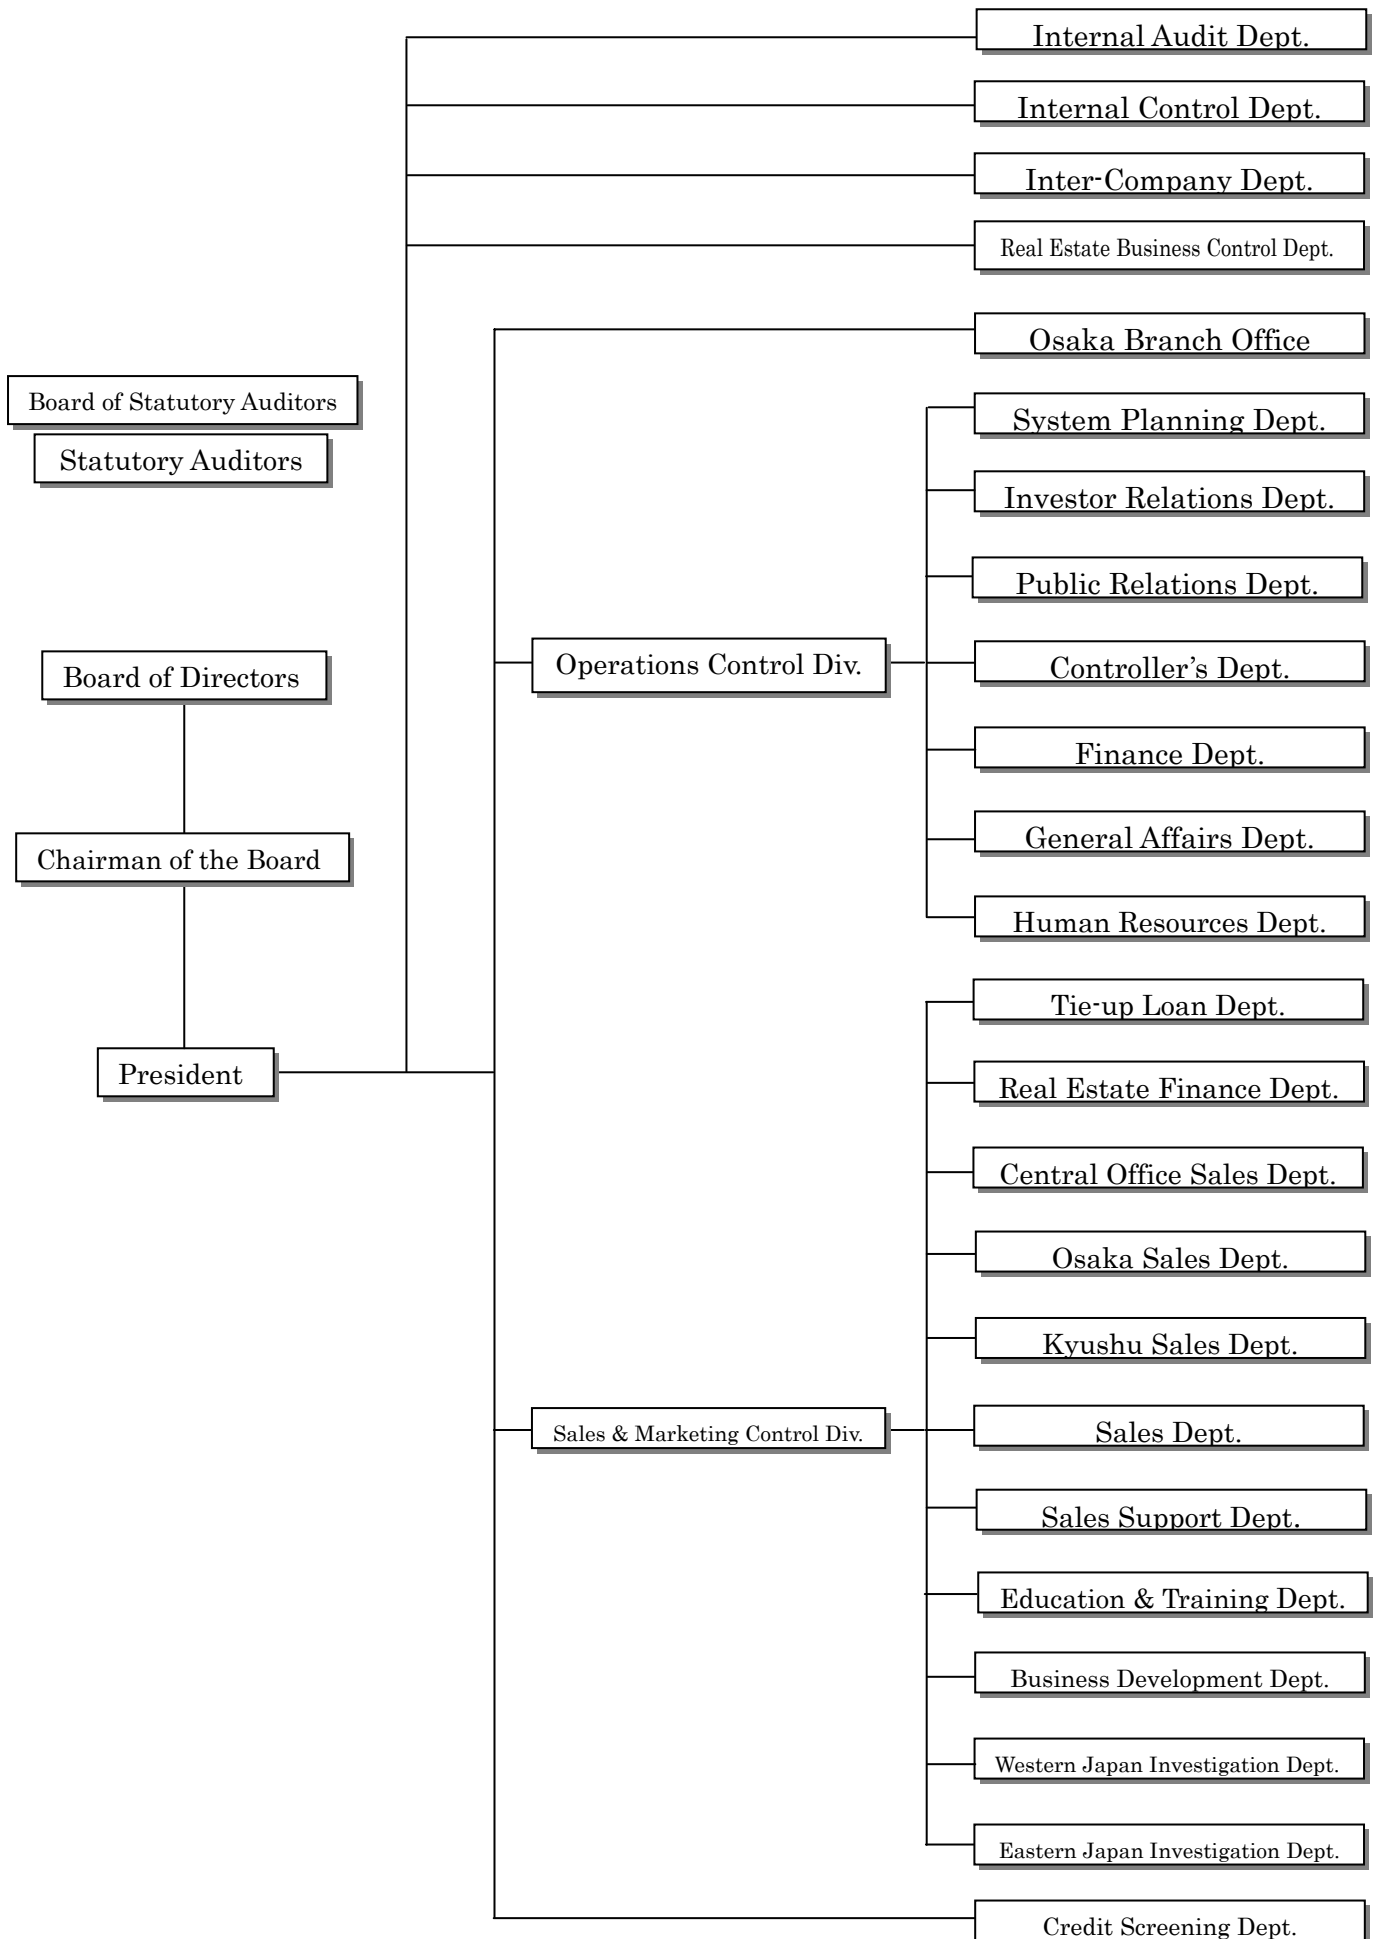 Internal Audit Dept.
Internal Control Dept.
Inter-Company Dept.
Real Estate Business Control Dept.
Osaka Branch Office
Board of Statutory Auditors
Statutory Auditors
System Planning Dept.
Investor Relations Dept.
Public Relations Dept.
Board of Directors
Operations Control Div.
Controller’s Dept.
Finance Dept.
General Affairs Dept.
Chairman of the Board
Human Resources Dept.
Tie-up Loan Dept.
President
Real Estate Finance Dept.
Central Office Sales Dept.
Osaka Sales Dept.
Kyushu Sales Dept.
Sales & Marketing Control Div.
Sales Dept.
Sales Support Dept.
Education & Training Dept.
Business Development Dept.
Western Japan Investigation Dept.
Eastern Japan Investigation Dept.
Credit Screening Dept.